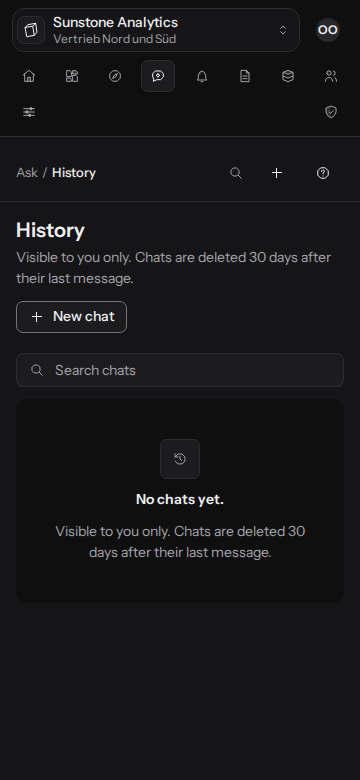 Sunstone Analytics
Vertrieb Nord und Süd
OO
Ask / History
History
Visible to you only. Chats are deleted 30 days after
their last message.
New chat
Search chats
No chats yet.
Visible to you only. Chats are deleted 30
days after their last message.